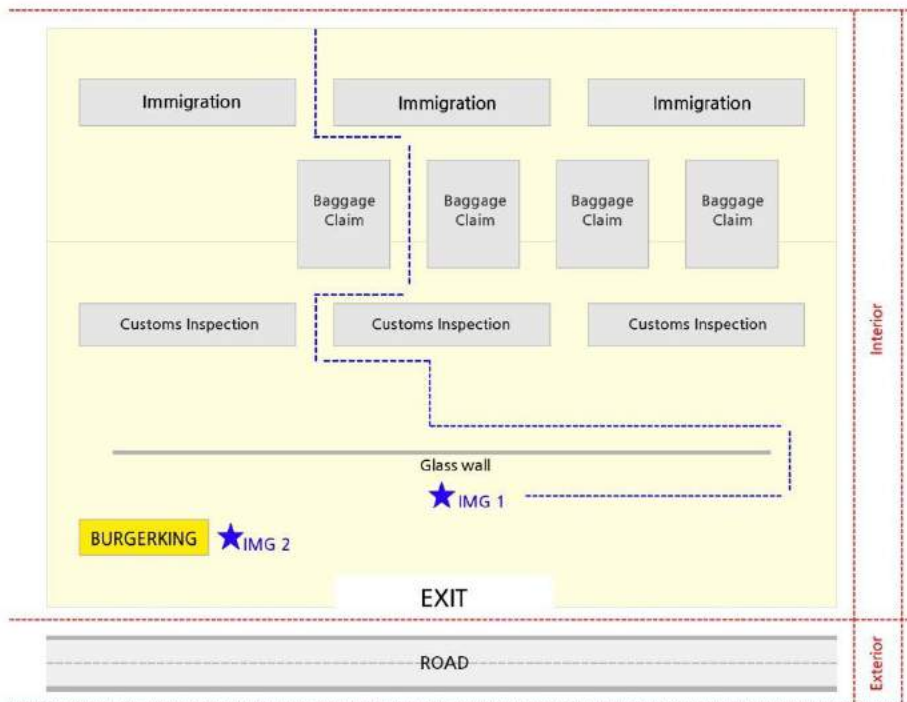 Immigration
Immigration
Immigration
Baggage
Claim
Baggage
Claim
Baggage
Claim
Baggage
Claim
Customs Inspection
Customs Inspection
Customs Inspection
Interior
Glass wall
IMG 1
BURGERKING
IMG 2
EXIT
ROAD
Exterior